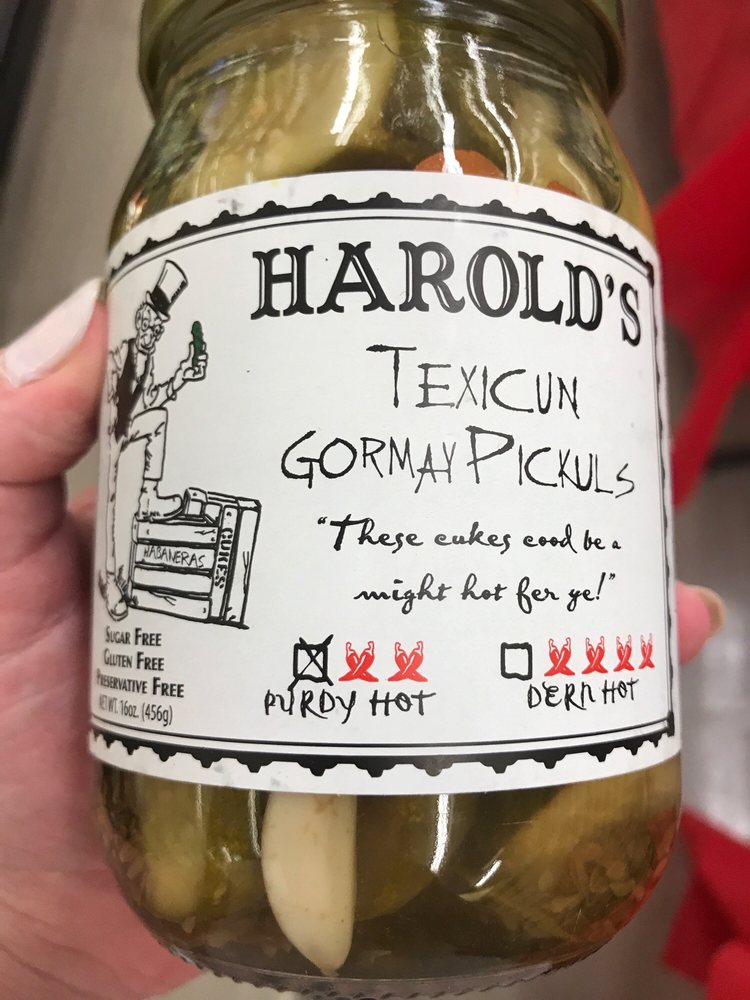 HAROLD'S
TEXICUN
GORMAY PICKULS
"These cukes cood be a
might hot fer ye!"
HABANERAS
CUKES
SUGAR FREE
GLUTEN FREE
PRESERVATIVE FREE
NET WT. 16oz. (456g)
PURDY HOT
DERN HOT